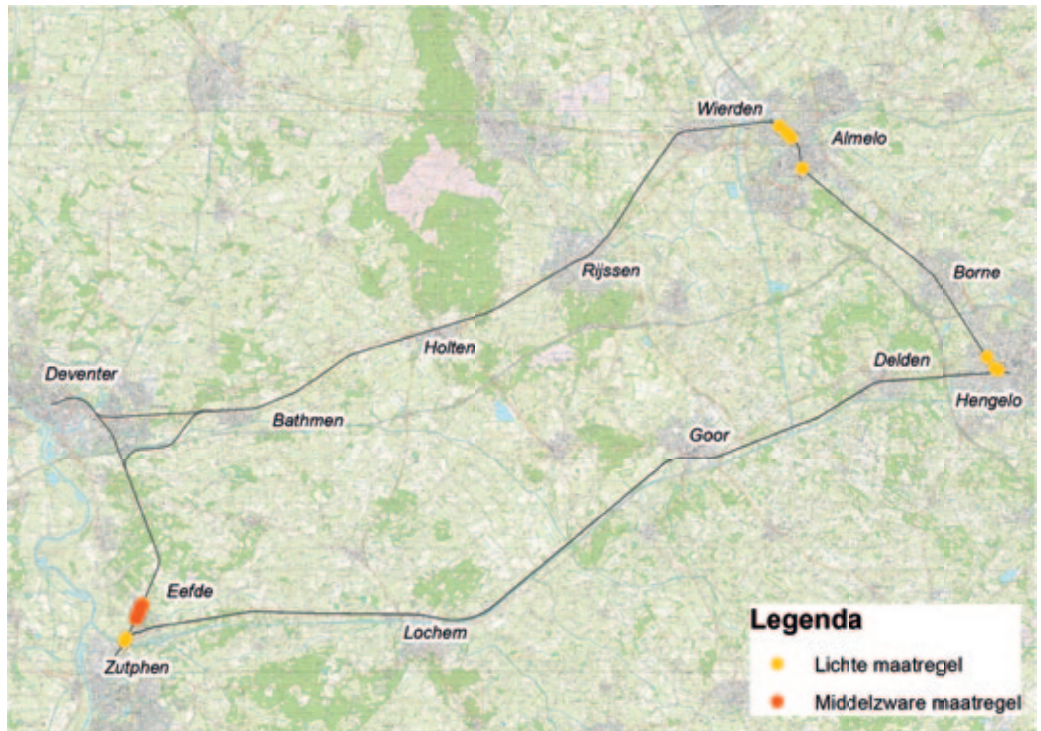 Wierden
Almelo
Rijssen
Borne
Holten
Delden
Deventer
Hengelo
Bathmen
Goor
Eefde
Lochem
Zutphen
Legenda
Lichte maatregel
Middelzware maatregel